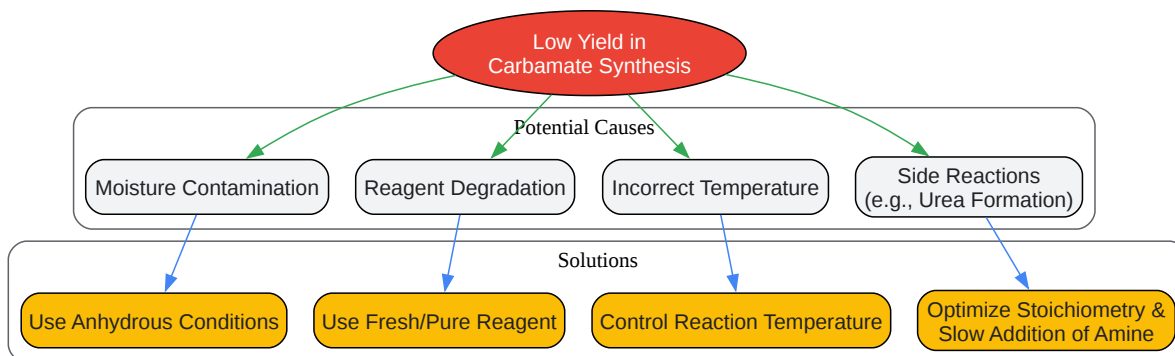 Low Yield in
Carbamate Synthesis
Potential Causes
Moisture Contamination
Reagent Degradation
Incorrect Temperature
Side Reactions
(e.g., Urea Formation)
Solutions
Use Anhydrous Conditions
Use Fresh/Pure Reagent
Control Reaction Temperature
Optimize Stoichiometry &
Slow Addition of Amine